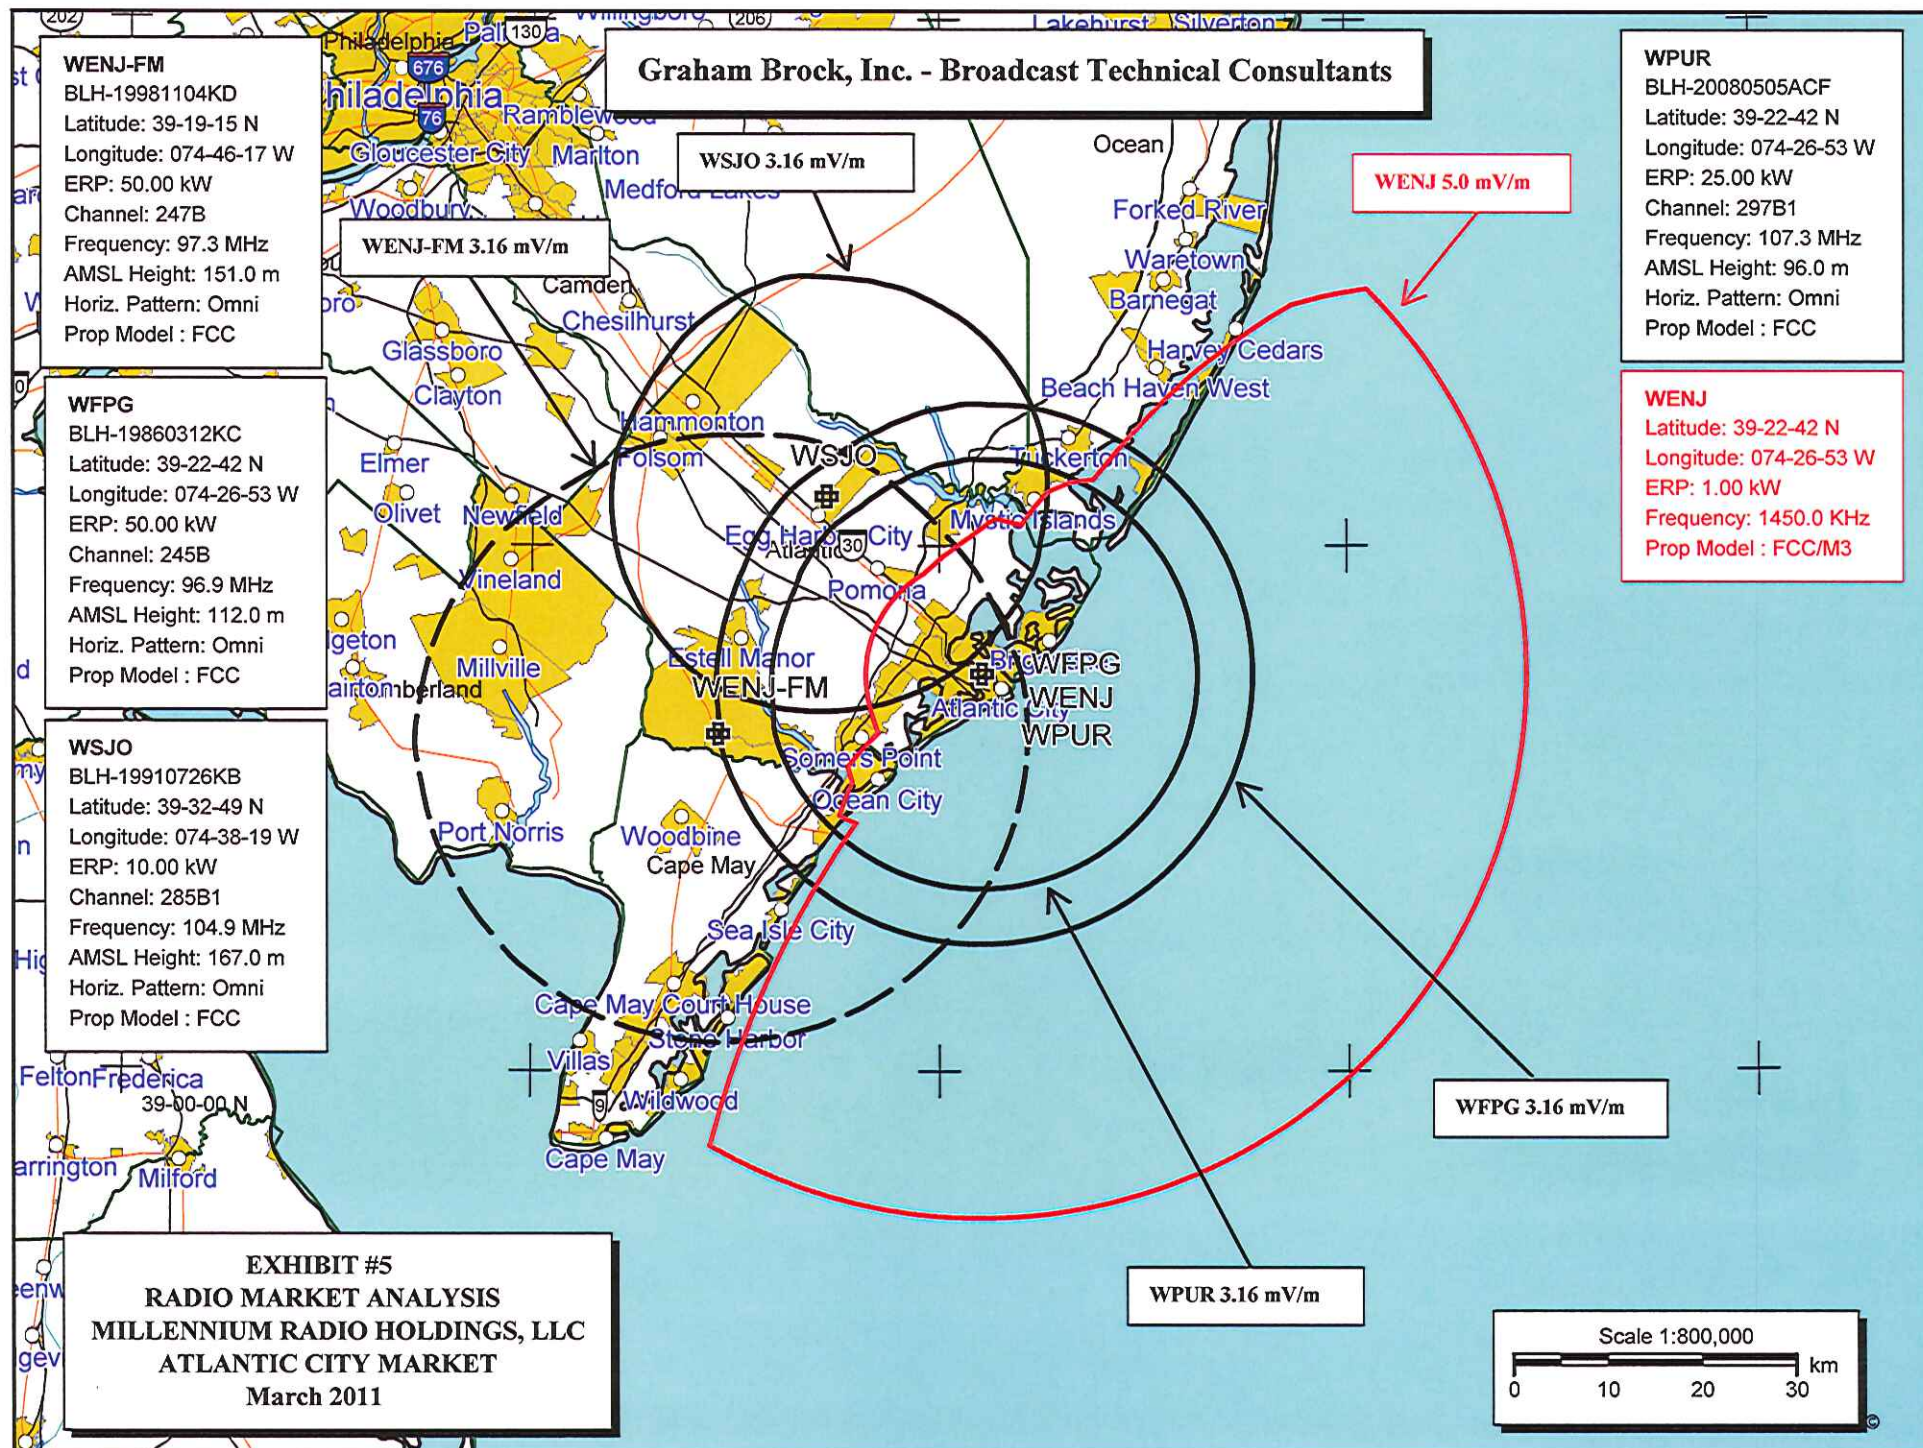 Graham Brock, Inc. - Broadcast Technical Consultants
WENJ-FM
BLH-19981104KD
Latitude: 39-19-15 N
Longitude: 074-46-17 W
ERP: 50.00 kW
Channel: 247B
Frequency: 97.3 MHz
AMSL Height: 151.0 m
Horiz. Pattern: Omni
Prop Model : FCC
WFPG
BLH-19860312KC
Latitude: 39-22-42 N
Longitude: 074-26-53 W
ERP: 50.00 kW
Channel: 245B
Frequency: 96.9 MHz
AMSL Height: 112.0 m
Horiz. Pattern: Omni
Prop Model : FCC
WSJO
BLH-19910726KB
Latitude: 39-32-49 N
Longitude: 074-38-19 W
ERP: 10.00 kW
Channel: 285B1
Frequency: 104.9 MHz
AMSL Height: 167.0 m
Horiz. Pattern: Omni
Prop Model : FCC
WPUR
BLH-20080505ACF
Latitude: 39-22-42 N
Longitude: 074-26-53 W
ERP: 25.00 kW
Channel: 297B1
Frequency: 107.3 MHz
AMSL Height: 96.0 m
Horiz. Pattern: Omni
Prop Model : FCC
WENJ
Latitude: 39-22-42 N
Longitude: 074-26-53 W
ERP: 1.00 kW
Frequency: 1450.0 KHz
Prop Model : FCC/M3
WSJO 3.16 mV/m
WENJ-FM 3.16 mV/m
WENJ 5.0 mV/m
WFPG 3.16 mV/m
WPUR 3.16 mV/m
202
130
206
676
76
Lakehurst
Silverton
Philadelphia
Ramblewood
Gloucester City
Marlton
Medford Lakes
Woodbury
Ocean
Forked River
Waretown
Barnegat
Camden
Chesilhurst
Harvey Cedars
Beach Haven West
Glassboro
Clayton
Hammonton
Folsom
Tuckerton
Elmer
Olivet
Newfield
WSJO
Mystic Islands
Egg Harbor City
Atlantic
30
Vineland
Pomona
Millville
Estell Manor
WENJ-FM
WFPG
WENJ
WPUR
Atlantic City
Somers Point
Ocean City
Port Norris
Woodbine
Cape May
Sea Isle City
Cape May Court House
Stone Harbor
Villas
Wildwood
9
Cape May
Felton
Frederica
39-00-00 N
Milford
EXHIBIT #5
RADIO MARKET ANALYSIS
MILLENNIUM RADIO HOLDINGS, LLC
ATLANTIC CITY MARKET
March 2011
Scale 1:800,000
km
0 10 20 30
©